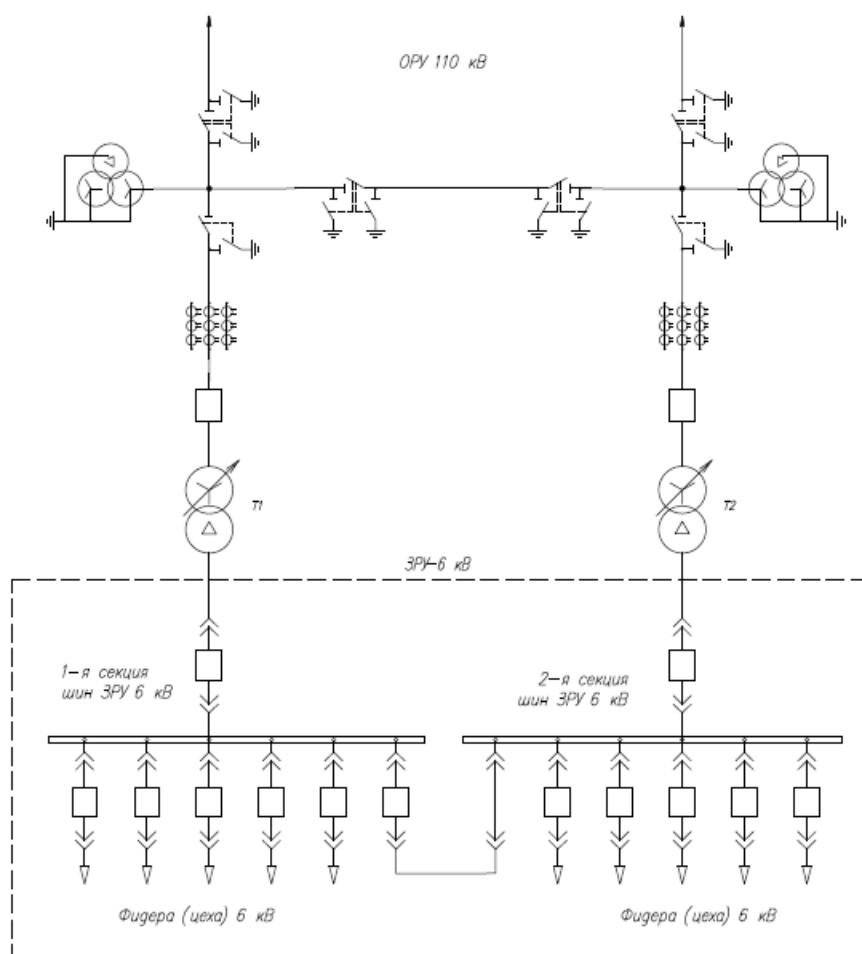 ОРУ 110 кВ
Т1
Т2
ЗРУ-6 кВ
1-я секция
шин ЗРУ 6 кВ
2-я секция
шин ЗРУ 6 кВ
Фидера (цеха) 6 кВ
Фидера (цеха) 6 кВ